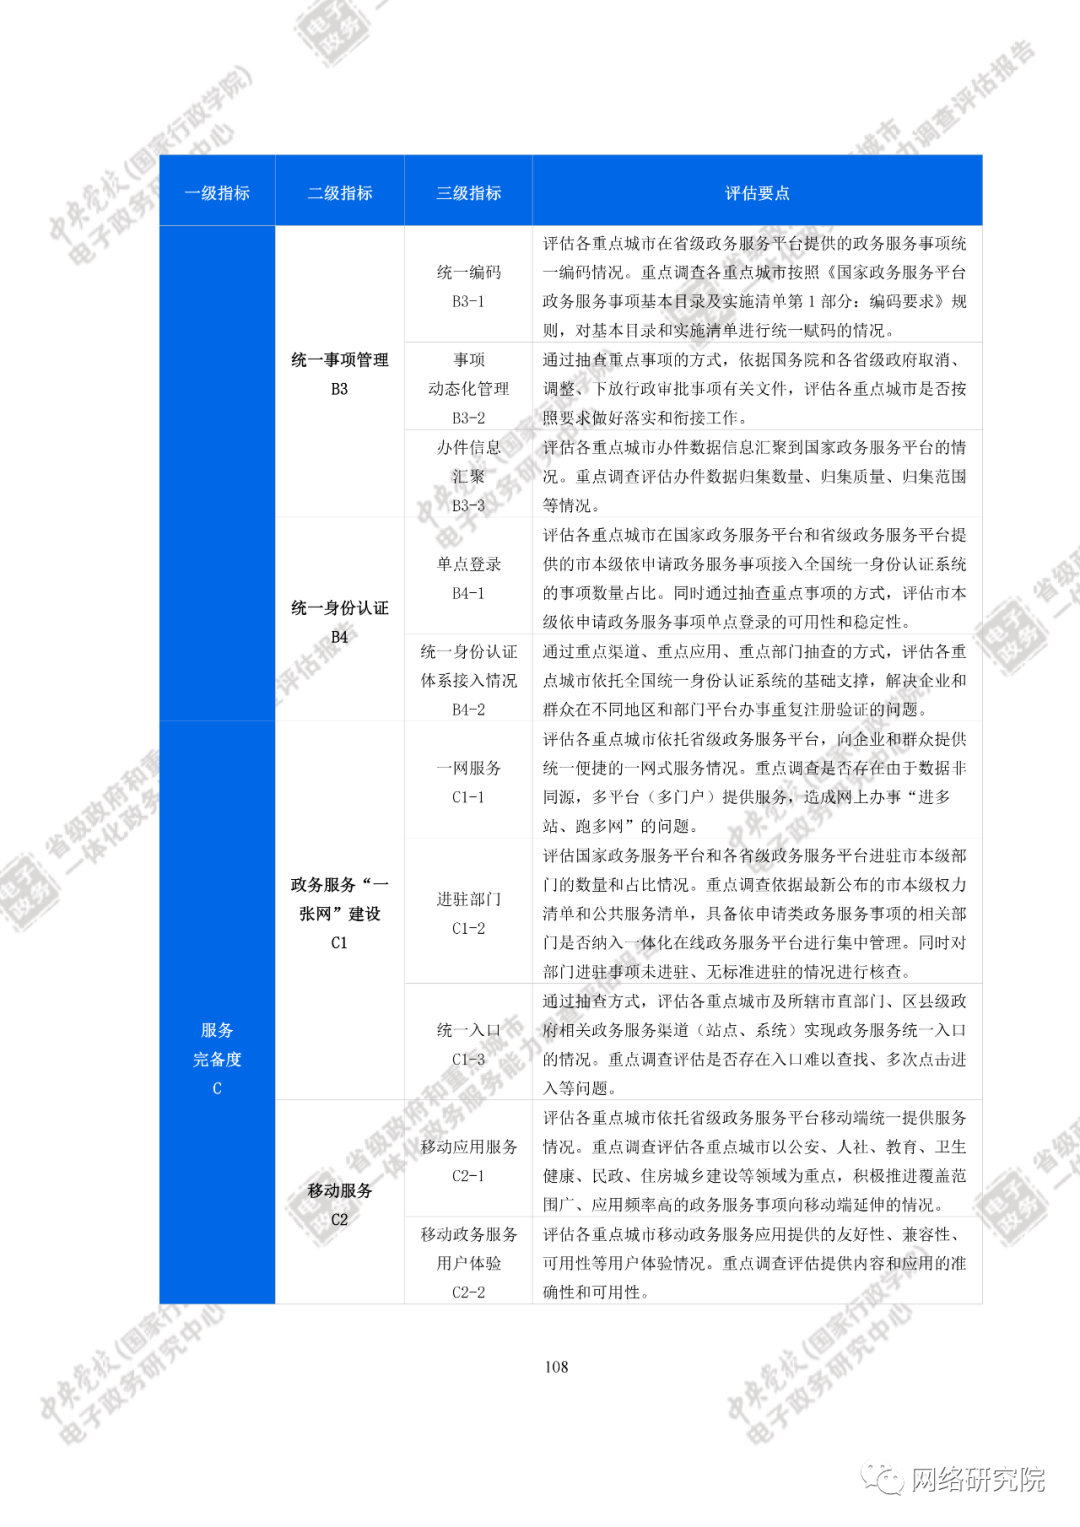 一级指标
二级指标
三级指标
评估要点
统一事项管理
B3
统一编码
B3-1
评估各重点城市在省级政务服务平台提供的政务服务事项统
一编码情况。重点调查各重点城市按照《国家政务服务平台
政务服务事项基本目录及实施清单第 1 部分：编码要求》规
则，对基本目录和实施清单进行统一赋码的情况。
事项
动态化管理
B3-2
通过抽查重点事项的方式，依据国务院和各省级政府取消、
调整、下放行政审批事项有关文件，评估各重点城市是否按
照要求做好落实和衔接工作。
办件信息
汇聚
B3-3
评估各重点城市办件数据信息汇聚到国家政务服务平台的情
况。重点调查评估办件数据归集数量、归集质量、归集范围
等情况。
统一身份认证
B4
单点登录
B4-1
评估各重点城市在国家政务服务平台和省级政务服务平台提
供的市本级依申请政务服务事项接入全国统一身份认证系统
的事项数量占比。同时通过抽查重点事项的方式，评估市本
级依申请政务服务事项单点登录的可用性和稳定性。
统一身份认证
体系接入情况
B4-2
通过重点渠道、重点应用、重点部门抽查的方式，评估各重
点城市依托全国统一身份认证系统的基础支撑，解决企业和
群众在不同地区和部门平台办事重复注册验证的问题。
服务
完备度
C
政务服务“一
张网”建设
C1
一网服务
C1-1
评估各重点城市依托省级政务服务平台，向企业和群众提供
统一便捷的一网式服务情况。重点调查是否存在由于数据非
同源，多平台（多门户）提供服务，造成网上办事“进多
站、跑多网”的问题。
进驻部门
C1-2
评估国家政务服务平台和各省级政务服务平台进驻市本级部
门的数量和占比情况。重点调查依据最新公布的市本级权力
清单和公共服务清单，具备依申请类政务服务事项的相关部
门是否纳入一体化在线政务服务平台进行集中管理。同时对
部门进驻事项未进驻、无标准进驻的情况进行核查。
统一入口
C1-3
通过抽查方式，评估各重点城市及所辖市直部门、区县级政
府相关政务服务渠道（站点、系统）实现政务服务统一入口
的情况。重点调查评估是否存在入口难以查找、多次点击进
入等问题。
移动服务
C2
移动应用服务
C2-1
评估各重点城市依托省级政务服务平台移动端统一提供服务
情况。重点调查评估各重点城市以公安、人社、教育、卫生
健康、民政、住房城乡建设等领域为重点，积极推进覆盖范
围广、应用频率高的政务服务事项向移动端延伸的情况。
移动政务服务
用户体验
C2-2
评估各重点城市移动政务服务应用提供的友好性、兼容性、
可用性等用户体验情况。重点调查评估提供内容和应用的准
确性和可用性。
108
网络研究院
中央党校(国家行政学院)
电子政务研究中心
电子
政务
省级政府和重点城市
一体化政务服务能力调查评估报告